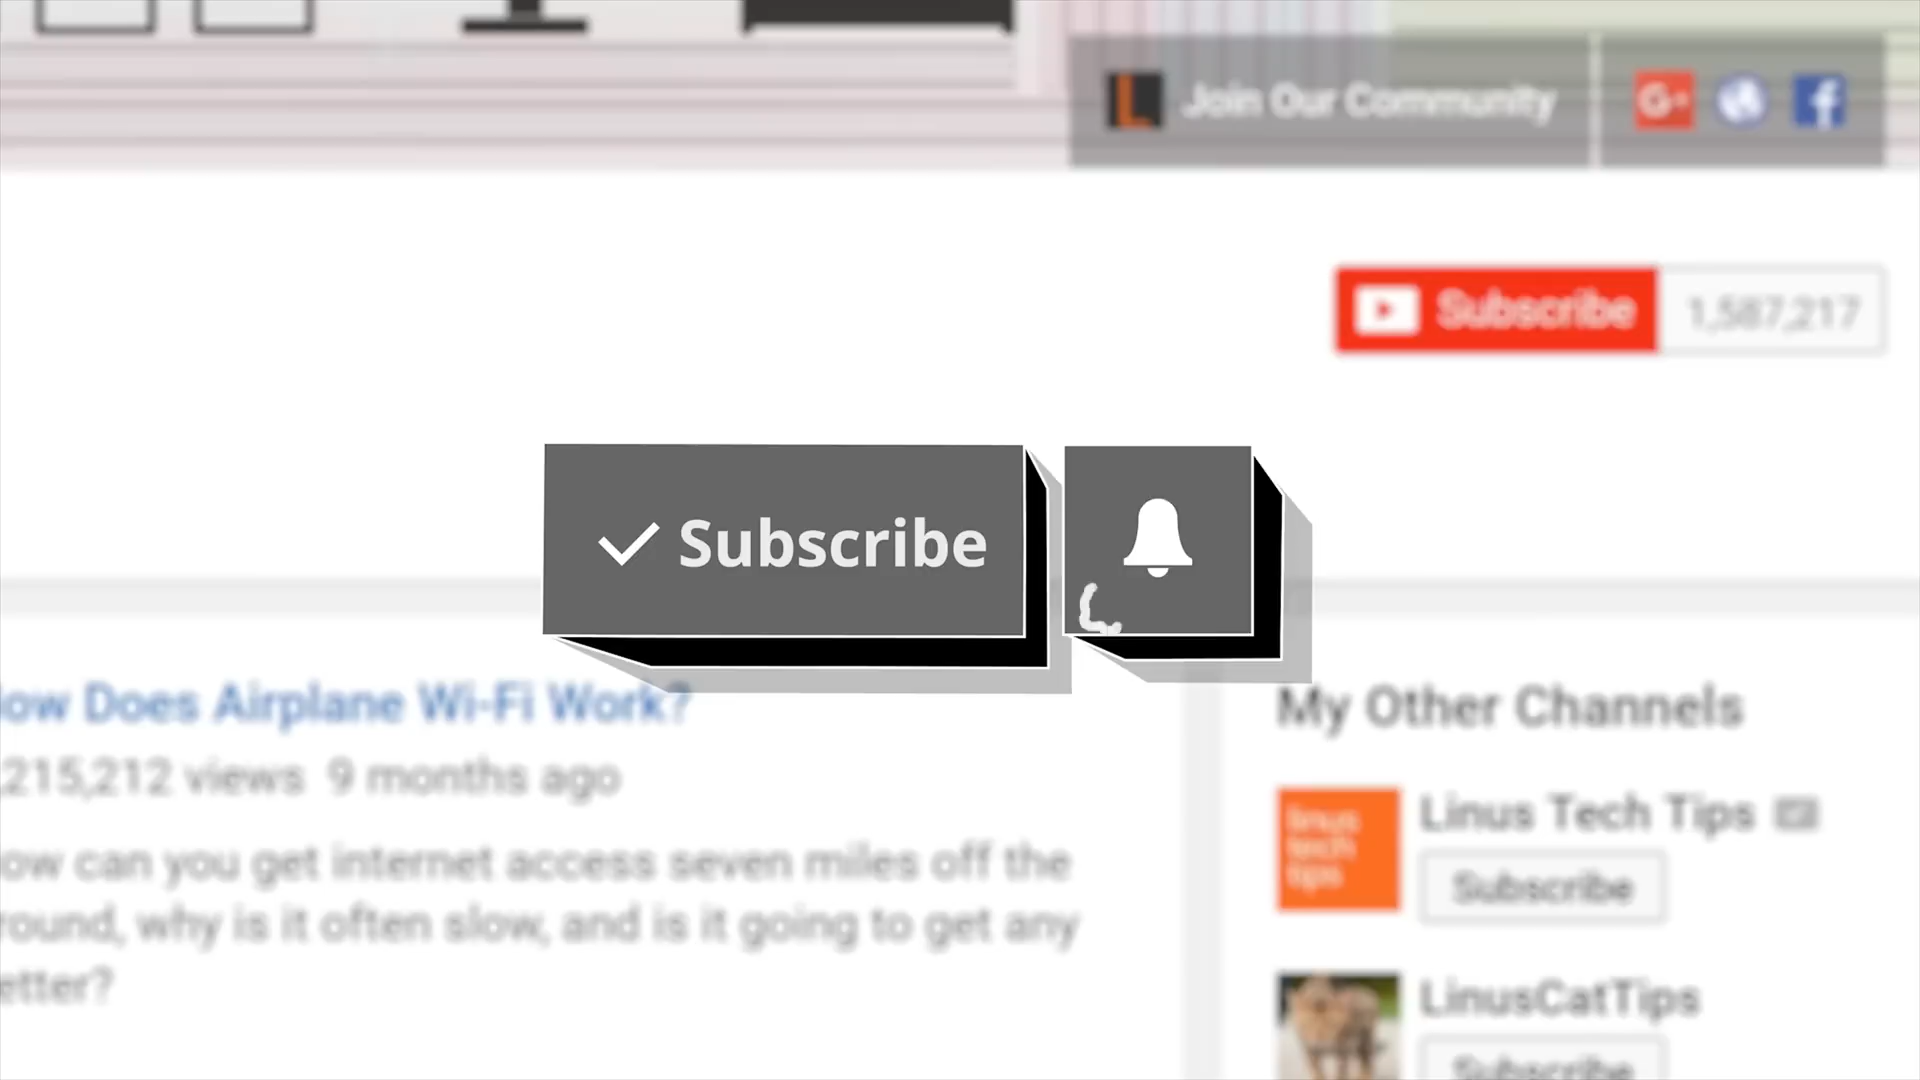 Join Our Community
G+
f
Subscribe 1,587,217
Subscribe
ow Does Airplane Wi-Fi Work?
,215,212 views 9 months ago
ow can you get internet access seven miles off the
round, why is it often slow, and is it going to get any
etter?
My Other Channels
linus
tech
tips
Linus Tech Tips
Subscribe
LinusCatTips
Subscribe